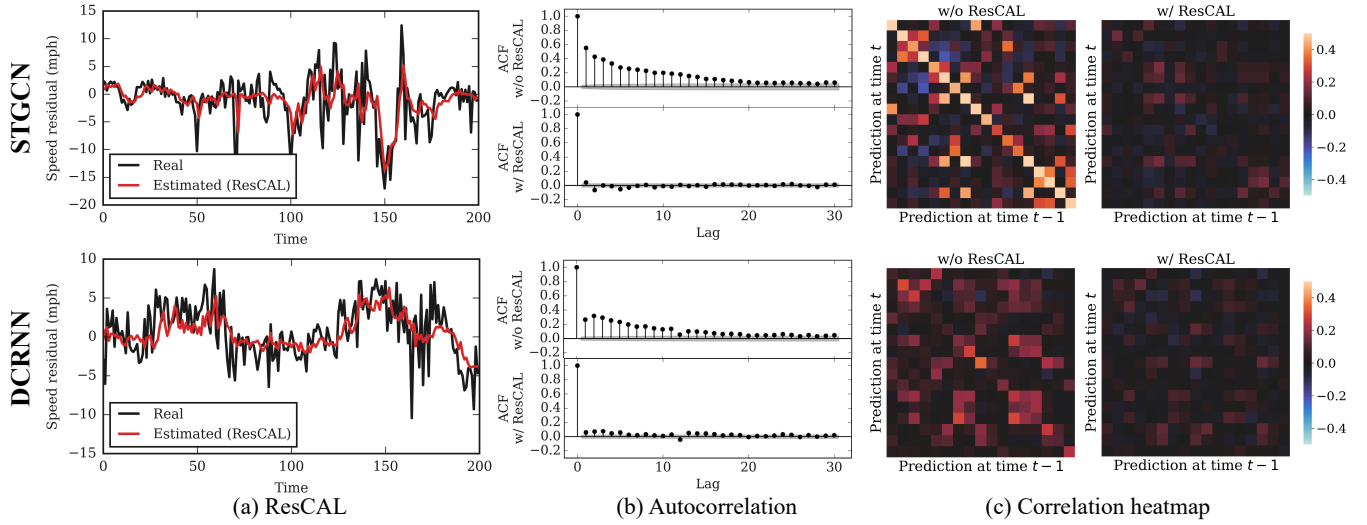 STGCN
Speed residual (mph)
15
10
5
0
−5
−10
−15
−20
Real
Estimated (ResCAL)
0
50
100
150
200
Time
ACF
w/o ResCAL
1.0
0.8
0.6
0.4
0.2
0.0
−0.2
ACF
w/ ResCAL
1.0
0.8
0.6
0.4
0.2
0.0
−0.2
0
10
20
30
Lag
w/o ResCAL
Prediction at time t
Prediction at time t − 1
w/ ResCAL
Prediction at time t
Prediction at time t − 1
0.4
0.2
0.0
−0.2
−0.4
DCRNN
Speed residual (mph)
10
5
0
−5
−10
−15
Real
Estimated (ResCAL)
0
50
100
150
200
Time
ACF
w/o ResCAL
1.0
0.8
0.6
0.4
0.2
0.0
−0.2
ACF
w/ ResCAL
1.0
0.8
0.6
0.4
0.2
0.0
−0.2
0
10
20
30
Lag
w/o ResCAL
Prediction at time t
Prediction at time t − 1
w/ ResCAL
Prediction at time t
Prediction at time t − 1
0.4
0.2
0.0
−0.2
−0.4
(a) ResCAL
(b) Autocorrelation
(c) Correlation heatmap